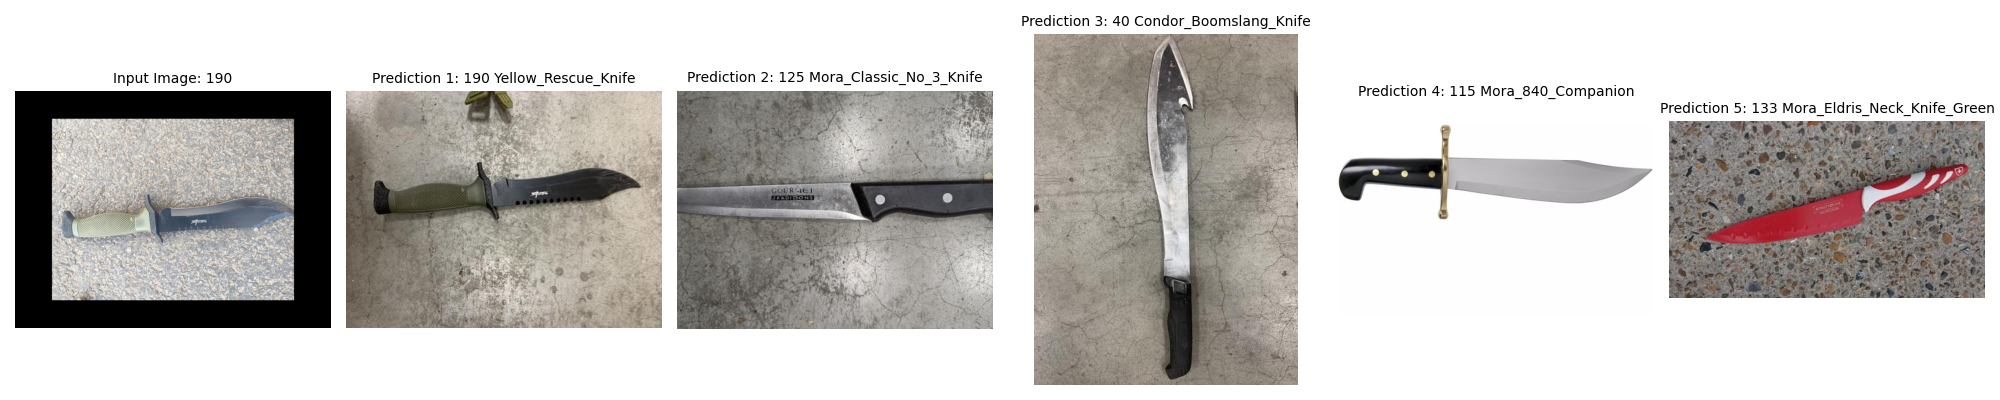 Input Image: 190
Prediction 1: 190 Yellow_Rescue_Knife
Prediction 2: 125 Mora_Classic_No_3_Knife
Prediction 3: 40 Condor_Boomslang_Knife
Prediction 4: 115 Mora_840_Companion
Prediction 5: 133 Mora_Eldris_Neck_Knife_Green